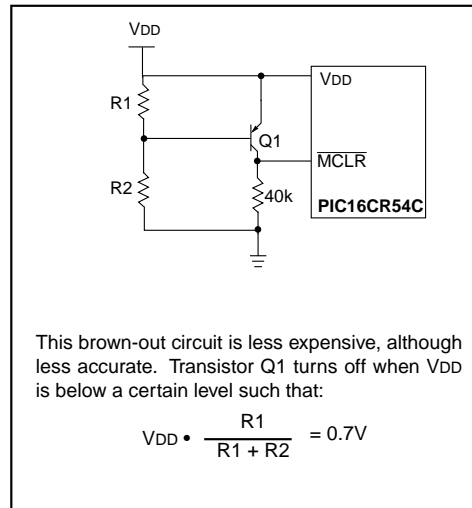 VDD
VDD
R1
Q1
MCLR
R2
40k
PIC16CR54C
This brown-out circuit is less expensive, although
less accurate. Transistor Q1 turns off when VDD
is below a certain level such that:
VDD • R1 / R1 + R2 = 0.7V